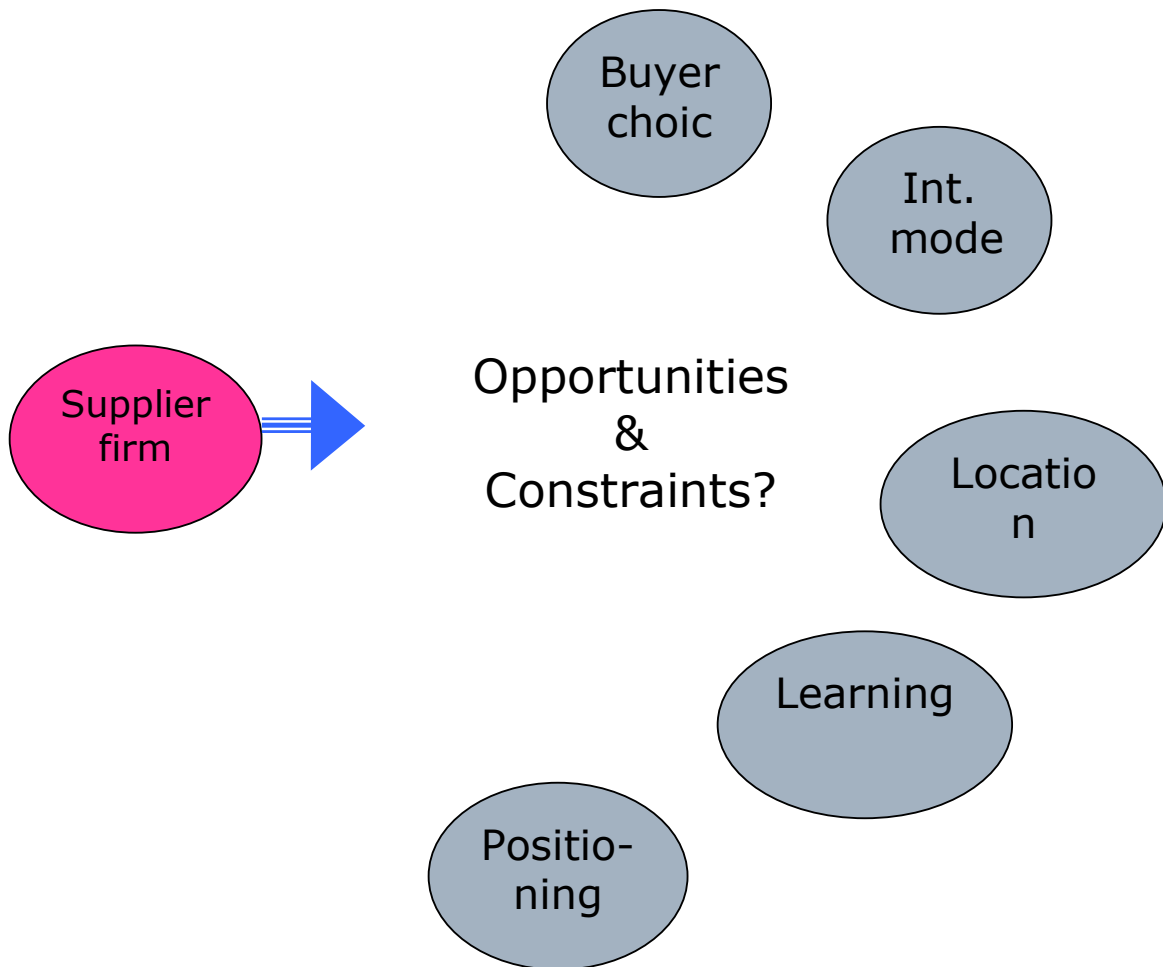 Buyer
choic
Int.
mode
Supplier
firm
Opportunities
&
Constraints?
Locatio
n
Learning
Positio-
ning